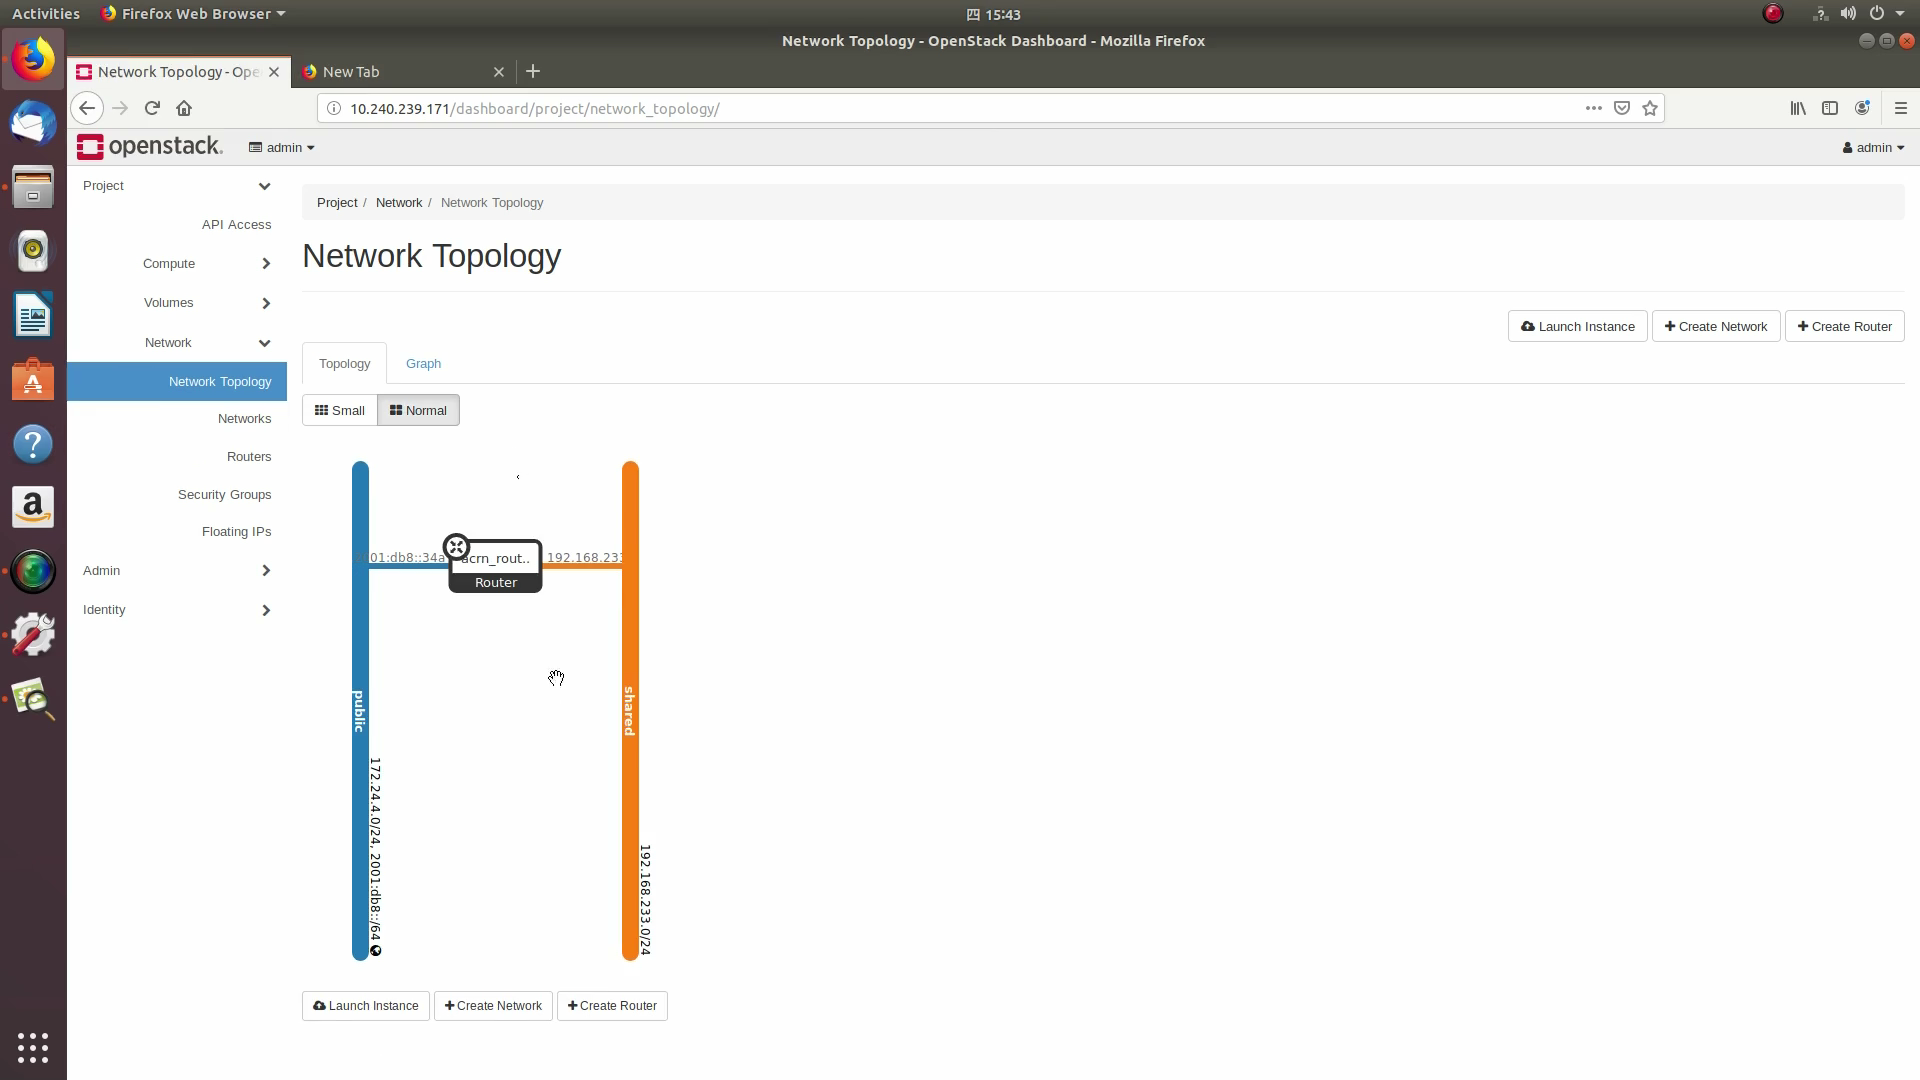 Activities Firefox Web Browser 四 15:43
Network Topology - OpenStack Dashboard - Mozilla Firefox
Network Topology - Ope New Tab
10.240.239.171/dashboard/project/network_topology/
openstack. admin admin
Project
API Access
Compute
Volumes
Network
Network Topology
Networks
Routers
Security Groups
Floating IPs
Admin
Identity
Project / Network / Network Topology
Network Topology
Launch Instance Create Network Create Router
Topology Graph
Small Normal
01:db8::34a 192.168.233
acrn_rout..
Router
public
172.24.4.0/24, 2001:db8::/64
shared
192.168.233.0/24
Launch Instance Create Network Create Router